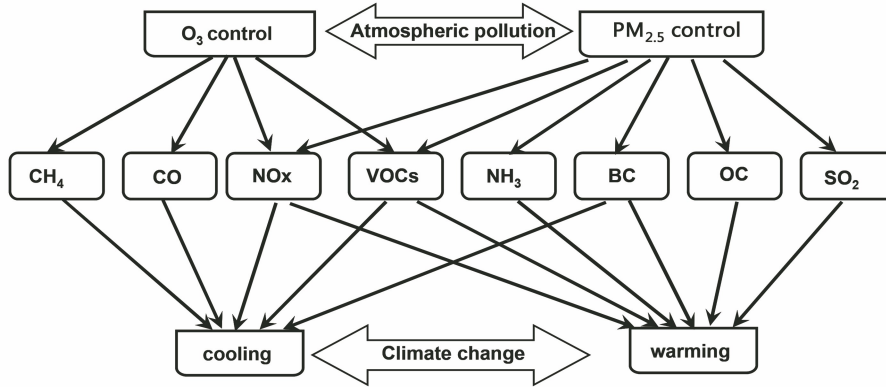 O₃ control
Atmospheric pollution
PM₂.₅ control
CH₄
CO
NOx
VOCs
NH₃
BC
OC
SO₂
cooling
Climate change
warming